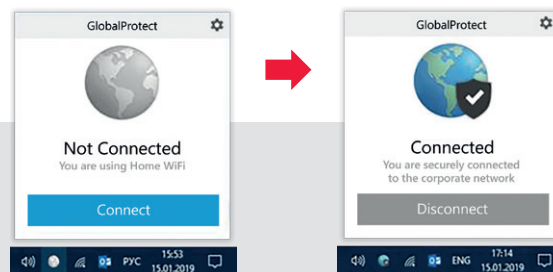 GlobalProtect
Not Connected
You are using Home WiFi
Connect
РУС
15:53
15.01.2019
GlobalProtect
Connected
You are securely connected
to the corporate network
Disconnect
ENG
17:14
15.01.2019